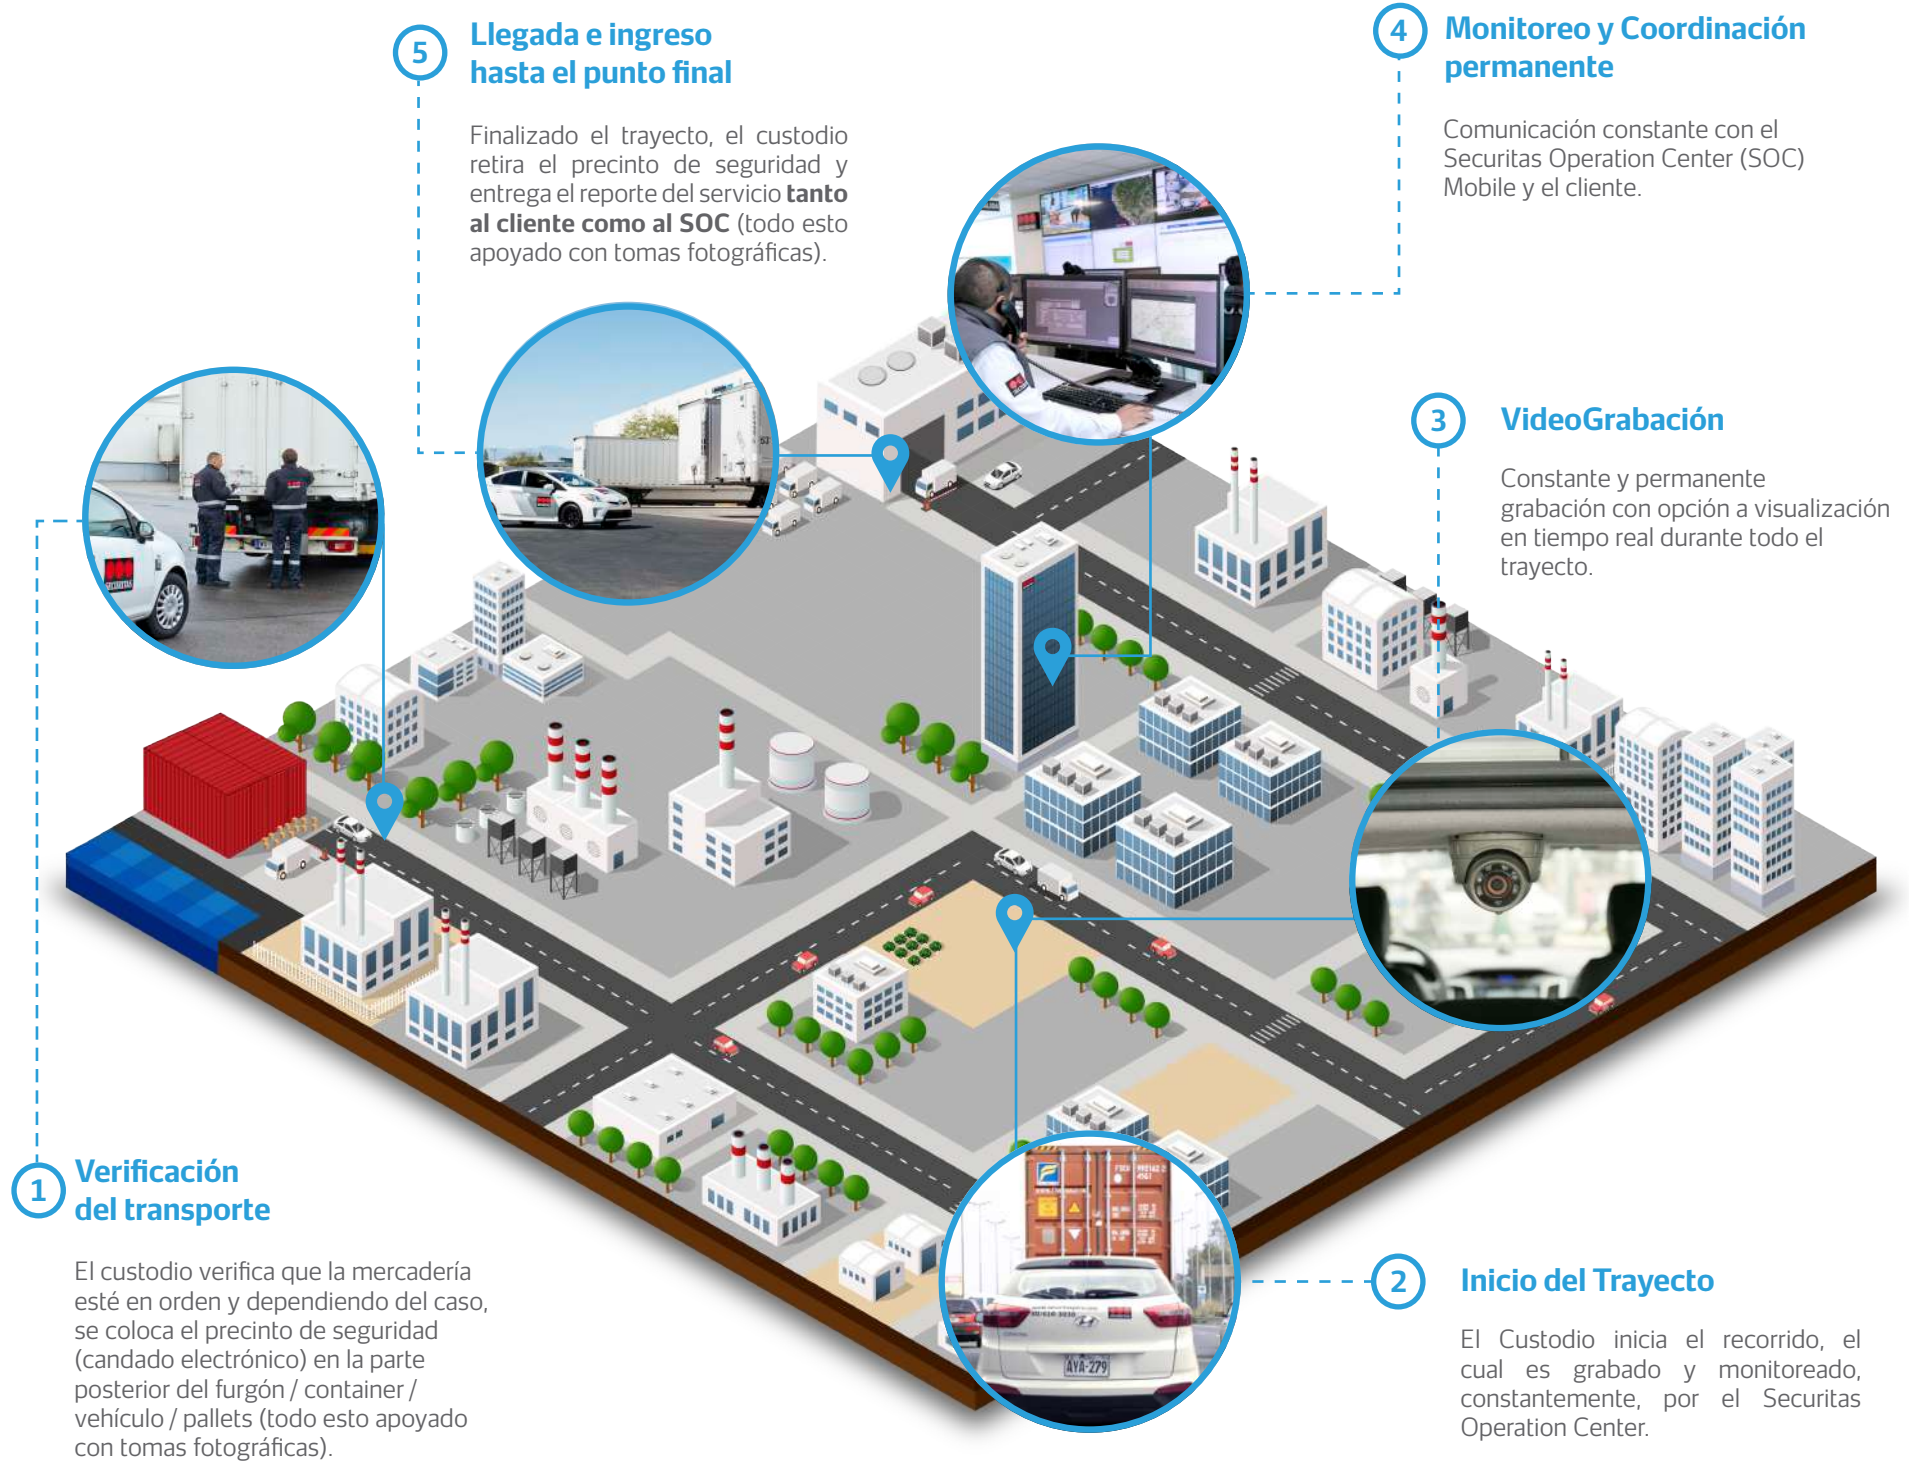 5
Llegada e ingreso
hasta el punto final
Finalizado el trayecto, el custodio
retira el precinto de seguridad y
entrega el reporte del servicio tanto
al cliente como al SOC (todo esto
apoyado con tomas fotográficas).
4
Monitoreo y Coordinación
permanente
Comunicación constante con el
Securitas Operation Center (SOC)
Mobile y el cliente.
3
VideoGrabación
Constante y permanente
grabación con opción a visualización
en tiempo real durante todo el
trayecto.
SECURITAS
1
Verificación
del transporte
El custodio verifica que la mercadería
esté en orden y dependiendo del caso,
se coloca el precinto de seguridad
(candado electrónico) en la parte
posterior del furgón / container /
vehículo / pallets (todo esto apoyado
con tomas fotográficas).
AYA-279
2
Inicio del Trayecto
El Custodio inicia el recorrido, el
cual es grabado y monitoreado,
constantemente, por el Securitas
Operation Center.